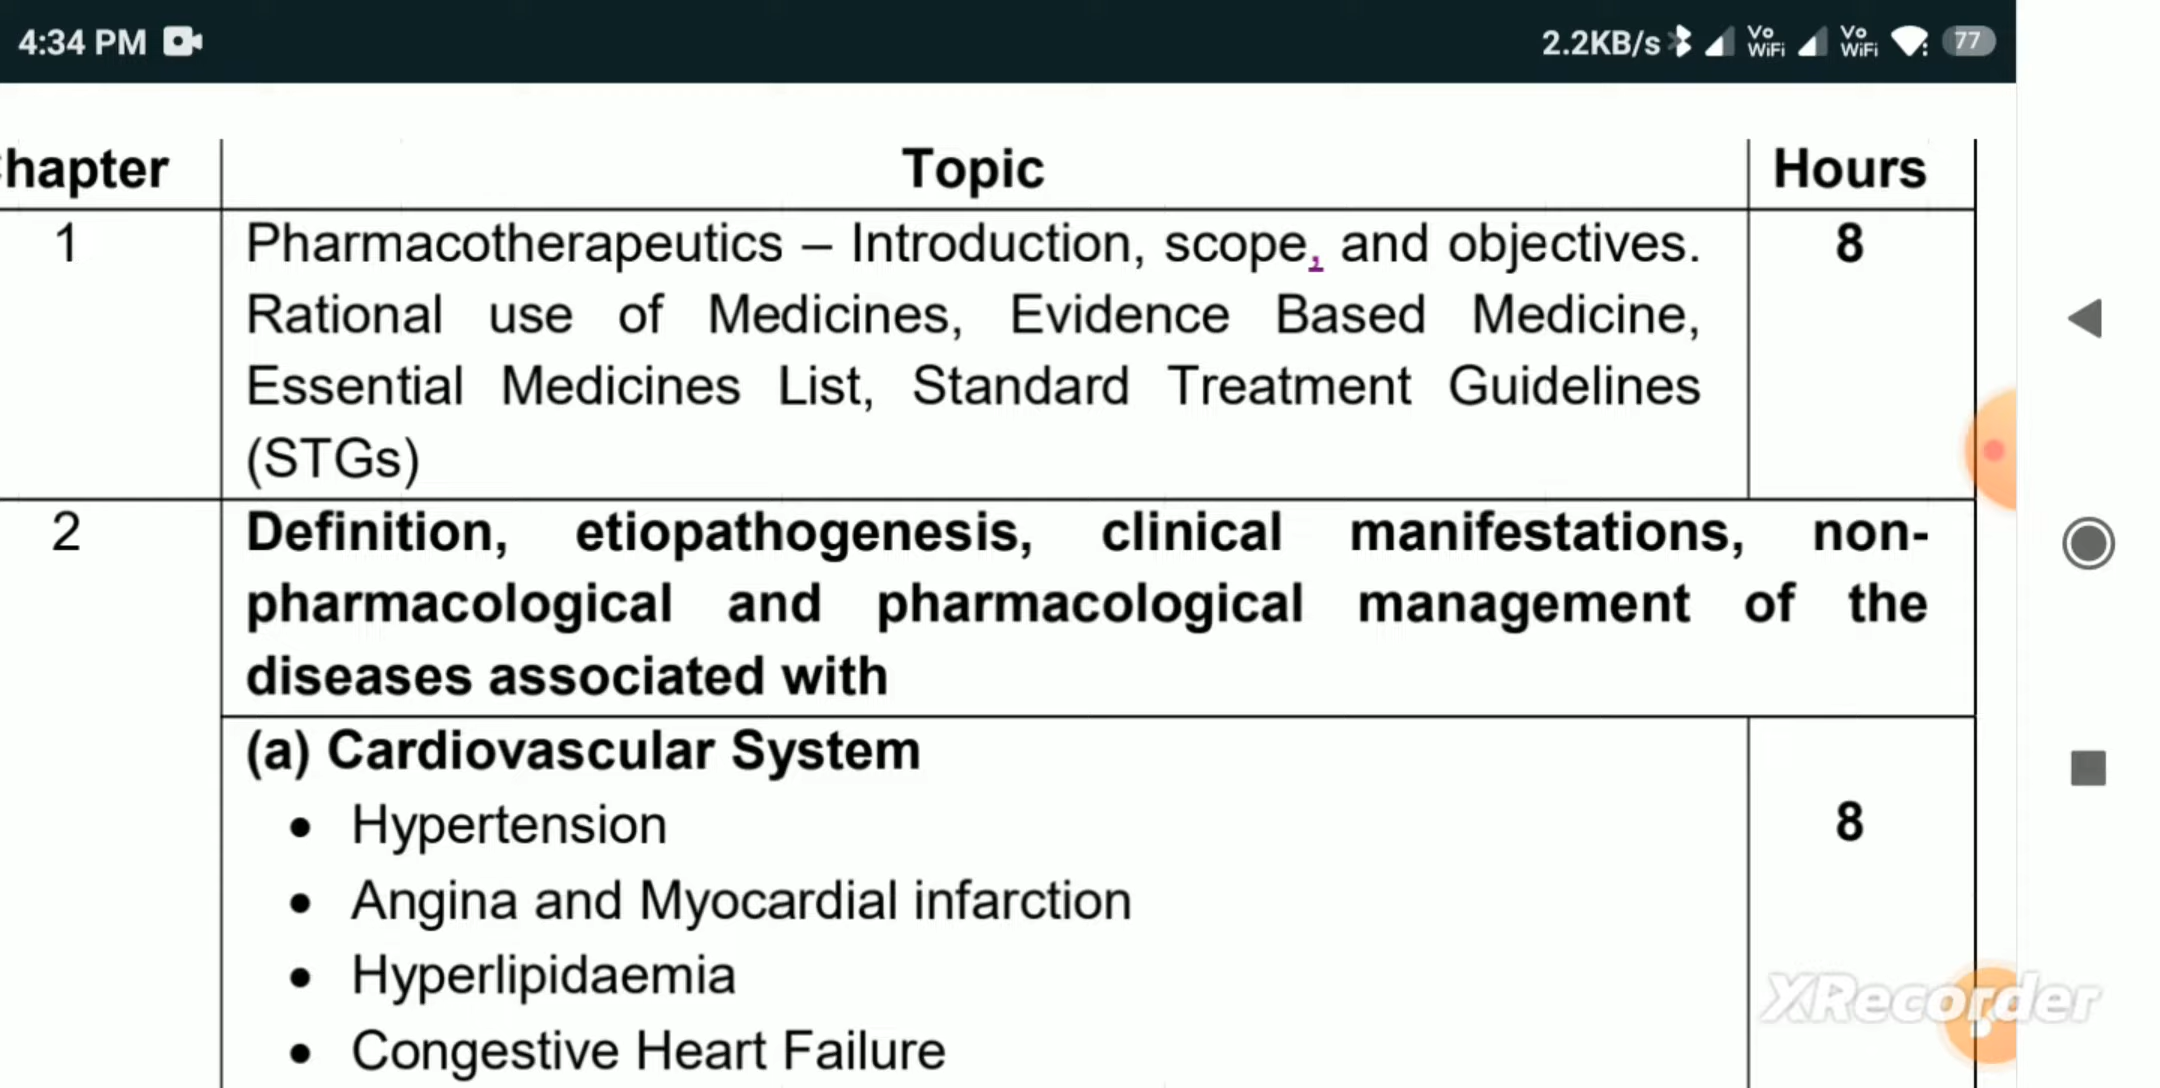 4:34 PM 2.2KB/s Vo WiFi Vo WiFi 77
hapter Topic Hours
1 Pharmacotherapeutics – Introduction, scope, and objectives. 8
Rational use of Medicines, Evidence Based Medicine,
Essential Medicines List, Standard Treatment Guidelines
(STGs)
2 Definition, etiopathogenesis, clinical manifestations, non-
pharmacological and pharmacological management of the
diseases associated with
(a) Cardiovascular System
• Hypertension 8
• Angina and Myocardial infarction
• Hyperlipidaemia
• Congestive Heart Failure
XRecorder